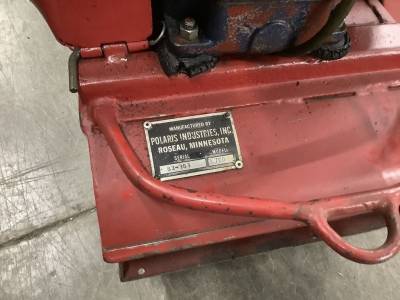 MANUFACTURED BY
POLARIS INDUSTRIES, INC.
ROSEAU, MINNESOTA
SERIAL MODEL